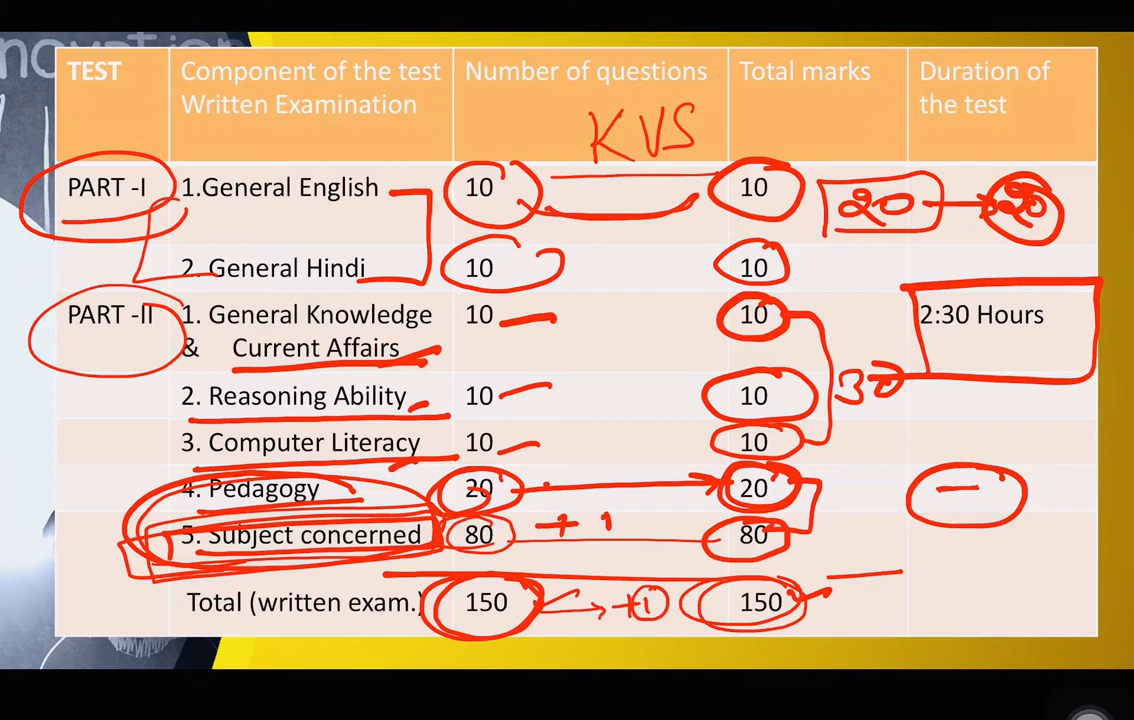 novation
TEST
Component of the test
Written Examination
Number of questions
Total marks
Duration of
the test
KVS
PART -I
1.General English
10
10
20
20
2. General Hindi
10
10
PART -II
1. General Knowledge
& Current Affairs
10
10
2:30 Hours
2. Reasoning Ability
10
10
30
3. Computer Literacy
10
10
4. Pedagogy
20
20
5. Subject concerned
80
+ 1
80
Total (written exam.)
150
+1
150